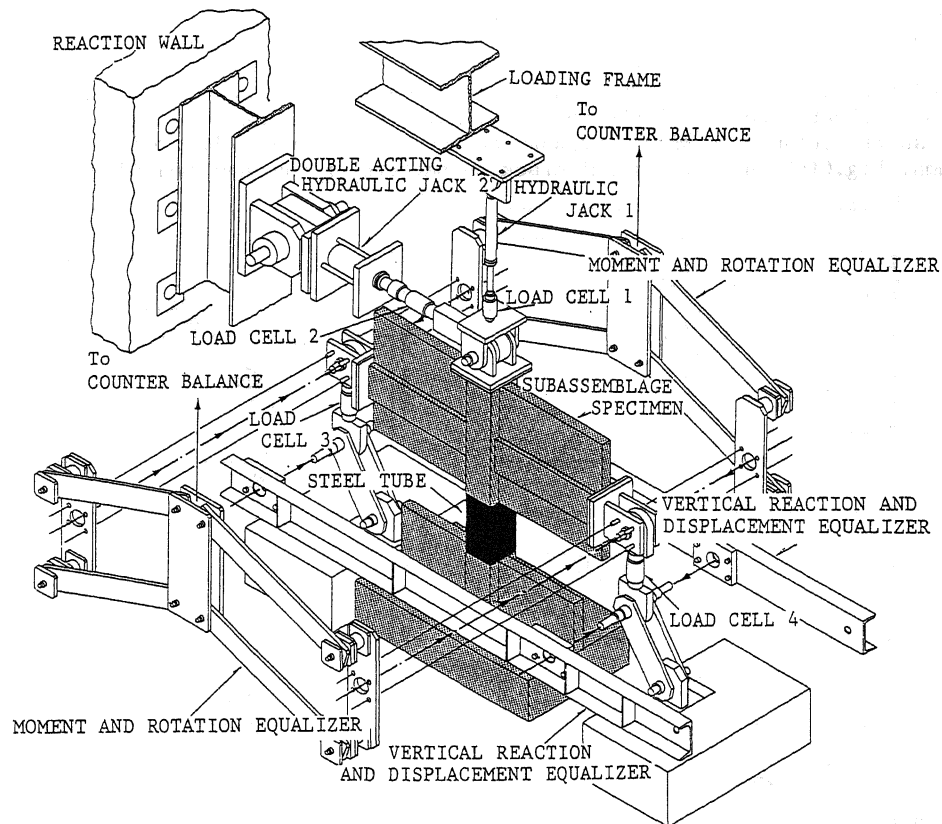 REACTION WALL
LOADING FRAME
To
COUNTER BALANCE
DOUBLE ACTING
HYDRAULIC JACK 2
HYDRAULIC
JACK 1
MOMENT AND ROTATION EQUALIZER
LOAD CELL 1
LOAD CELL 2
To
COUNTER BALANCE
SUBASSEMBLAGE
SPECIMEN
LOAD
CELL 3
STEEL TUBE
VERTICAL REACTION AND
DISPLACEMENT EQUALIZER
LOAD CELL 4
MOMENT AND ROTATION EQUALIZER
VERTICAL REACTION
AND DISPLACEMENT EQUALIZER